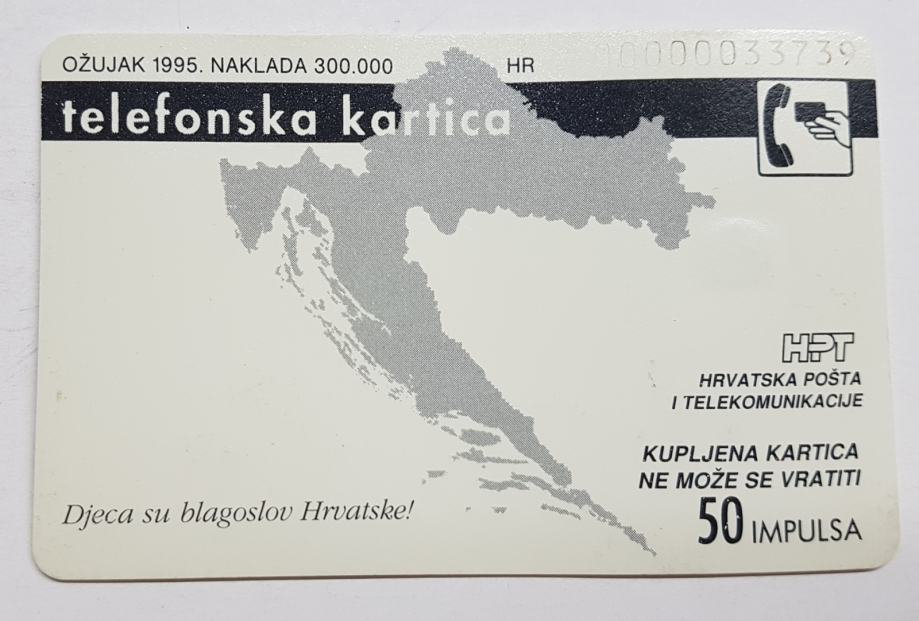 OŽUJAK 1995. NAKLADA 300.000 HR 00000033739
telefonska kartica
HPT
HRVATSKA POŠTA
I TELEKOMUNIKACIJE
KUPLJENA KARTICA
NE MOŽE SE VRATITI
50 IMPULSA
Djeca su blagoslov Hrvatske!